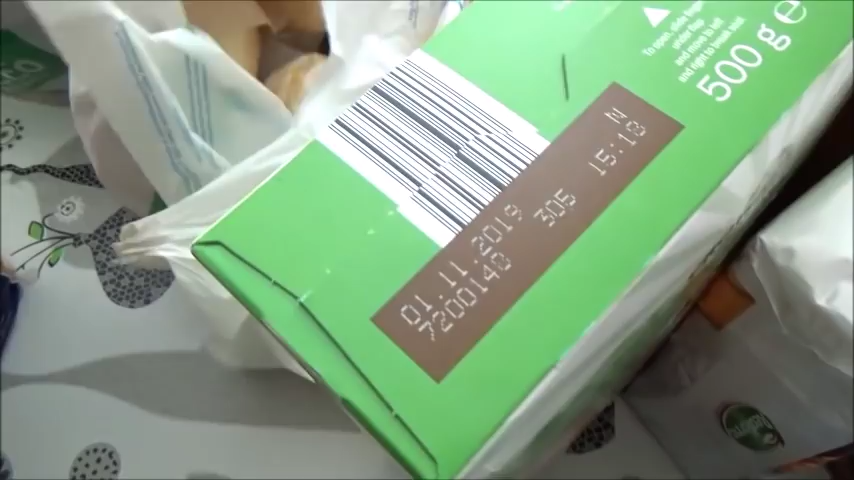 To open, slide finger
under flap
and move to left
and right to break seal
500 g e
N
01.11.2019 305 15:18
7200140